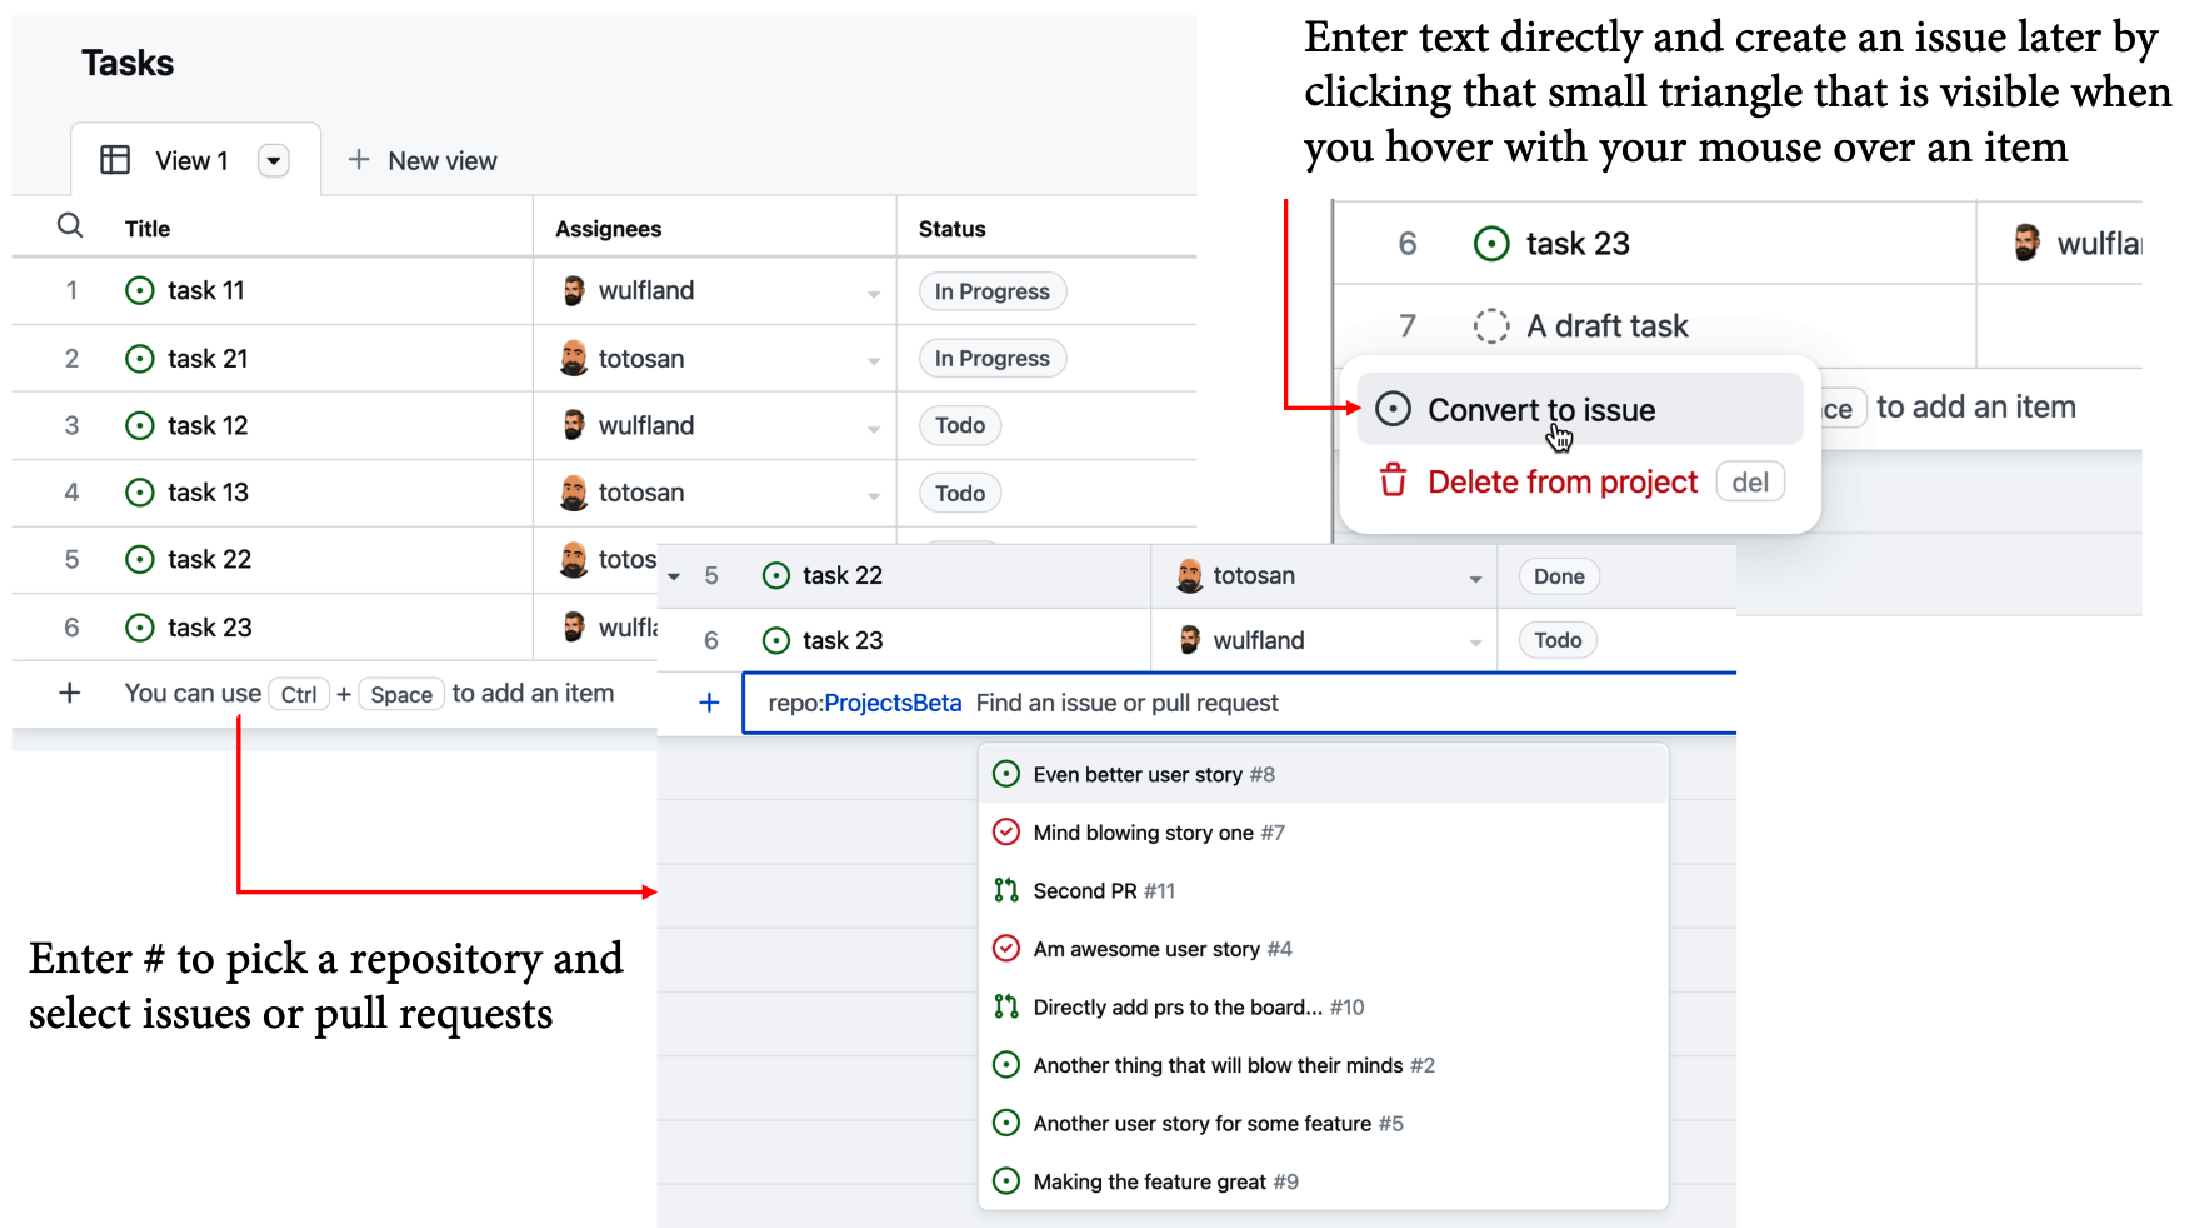 Tasks
View 1
+ New view
Title Assignees Status
1 task 11 wulfland In Progress
2 task 21 totosan In Progress
3 task 12 wulfland Todo
4 task 13 totosan Todo
5 task 22 totos
6 task 23 wulfla
+ You can use Ctrl + Space to add an item
Enter # to pick a repository and
select issues or pull requests
5 task 22 totosan Done
6 task 23 wulfland Todo
+ repo:ProjectsBeta Find an issue or pull request
Even better user story #8
Mind blowing story one #7
Second PR #11
Am awesome user story #4
Directly add prs to the board... #10
Another thing that will blow their minds #2
Another user story for some feature #5
Making the feature great #9
Enter text directly and create an issue later by
clicking that small triangle that is visible when
you hover with your mouse over an item
6 task 23 wulfla
7 A draft task
Convert to issue
ce to add an item
Delete from project del